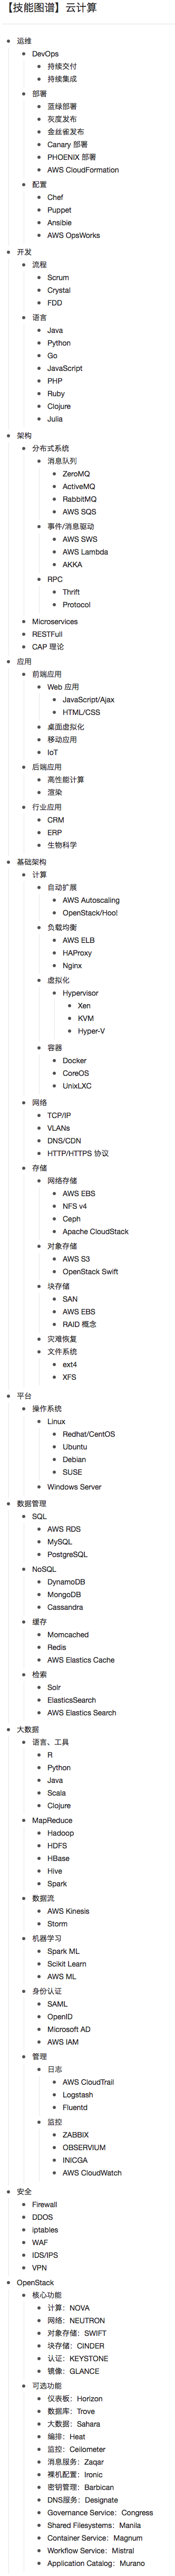 【技能图谱】云计算
运维
DevOps
持续交付
持续集成
部署
蓝绿部署
灰度发布
金丝雀发布
Canary 部署
PHOENIX 部署
AWS CloudFormation
配置
Chef
Puppet
Ansible
AWS OpsWorks
开发
流程
Scrum
Crystal
FDD
语言
Java
Python
Go
JavaScript
PHP
Ruby
Clojure
Julia
架构
分布式系统
消息队列
ZeroMQ
ActiveMQ
RabbitMQ
AWS SQS
事件/消息驱动
AWS SWS
AWS Lambda
AKKA
RPC
Thrift
Protocol
Microservices
RESTFull
CAP 理论
应用
前端应用
Web 应用
JavaScript/Ajax
HTML/CSS
桌面虚拟化
移动应用
IoT
后端应用
高性能计算
渲染
行业应用
CRM
ERP
生物科学
基础架构
计算
自动扩展
AWS Autoscaling
OpenStack/Hoo!
负载均衡
AWS ELB
HAProxy
Nginx
虚拟化
Hypervisor
Xen
KVM
Hyper-V
容器
Docker
CoreOS
UnixLXC
网络
TCP/IP
VLANs
DNS/CDN
HTTP/HTTPS 协议
存储
网络存储
AWS EBS
NFS v4
Ceph
Apache CloudStack
对象存储
AWS S3
OpenStack Swift
块存储
SAN
AWS EBS
RAID 概念
灾难恢复
文件系统
ext4
XFS
平台
操作系统
Linux
Redhat/CentOS
Ubuntu
Debian
SUSE
Windows Server
数据管理
SQL
AWS RDS
MySQL
PostgreSQL
NoSQL
DynamoDB
MongoDB
Cassandra
缓存
Momcached
Redis
AWS Elastics Cache
检索
Solr
ElasticsSearch
AWS Elastics Search
大数据
语言、工具
R
Python
Java
Scala
Clojure
MapReduce
Hadoop
HDFS
HBase
Hive
Spark
数据流
AWS Kinesis
Storm
机器学习
Spark ML
Scikit Learn
AWS ML
身份认证
SAML
OpenID
Microsoft AD
AWS IAM
管理
日志
AWS CloudTrail
Logstash
Fluentd
监控
ZABBIX
OBSERVIUM
INICGA
AWS CloudWatch
安全
Firewall
DDOS
iptables
WAF
IDS/IPS
VPN
OpenStack
核心功能
计算：NOVA
网络：NEUTRON
对象存储：SWIFT
块存储：CINDER
认证：KEYSTONE
镜像：GLANCE
可选功能
仪表板：Horizon
数据库：Trove
大数据：Sahara
编排：Heat
监控：Ceilometer
消息服务：Zaqar
裸机配置：Ironic
密钥管理：Barbican
DNS服务：Designate
Governance Service：Congress
Shared Filesystems：Manila
Container Service：Magnum
Workflow Service：Mistral
Application Catalog：Murano